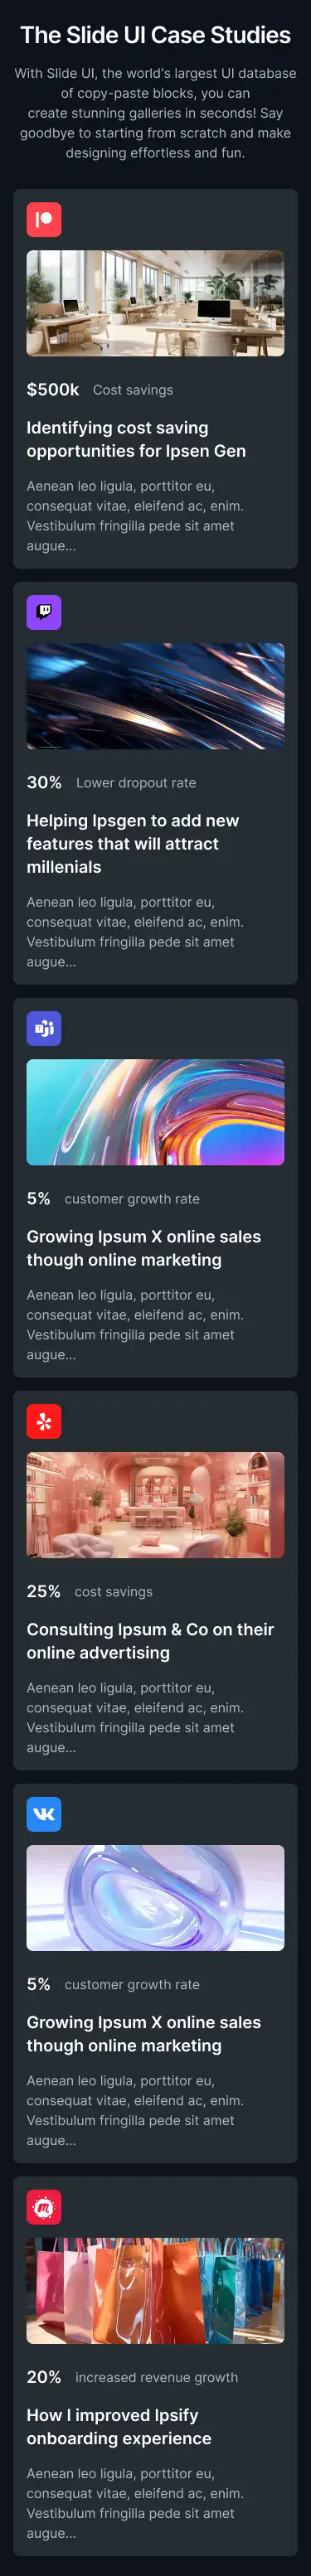 The Slide UI Case Studies
With Slide UI, the world's largest UI database
of copy-paste blocks, you can
create stunning galleries in seconds! Say
goodbye to starting from scratch and make
designing effortless and fun.
$500k Cost savings
Identifying cost saving
opportunities for Ipsen Gen
Aenean leo ligula, porttitor eu,
consequat vitae, eleifend ac, enim.
Vestibulum fringilla pede sit amet
augue...
30% Lower dropout rate
Helping Ipsgen to add new
features that will attract
millenials
Aenean leo ligula, porttitor eu,
consequat vitae, eleifend ac, enim.
Vestibulum fringilla pede sit amet
augue...
5% customer growth rate
Growing Ipsum X online sales
though online marketing
Aenean leo ligula, porttitor eu,
consequat vitae, eleifend ac, enim.
Vestibulum fringilla pede sit amet
augue...
25% cost savings
Consulting Ipsum & Co on their
online advertising
Aenean leo ligula, porttitor eu,
consequat vitae, eleifend ac, enim.
Vestibulum fringilla pede sit amet
augue...
5% customer growth rate
Growing Ipsum X online sales
though online marketing
Aenean leo ligula, porttitor eu,
consequat vitae, eleifend ac, enim.
Vestibulum fringilla pede sit amet
augue...
20% increased revenue growth
How I improved Ipsify
onboarding experience
Aenean leo ligula, porttitor eu,
consequat vitae, eleifend ac, enim.
Vestibulum fringilla pede sit amet
augue...